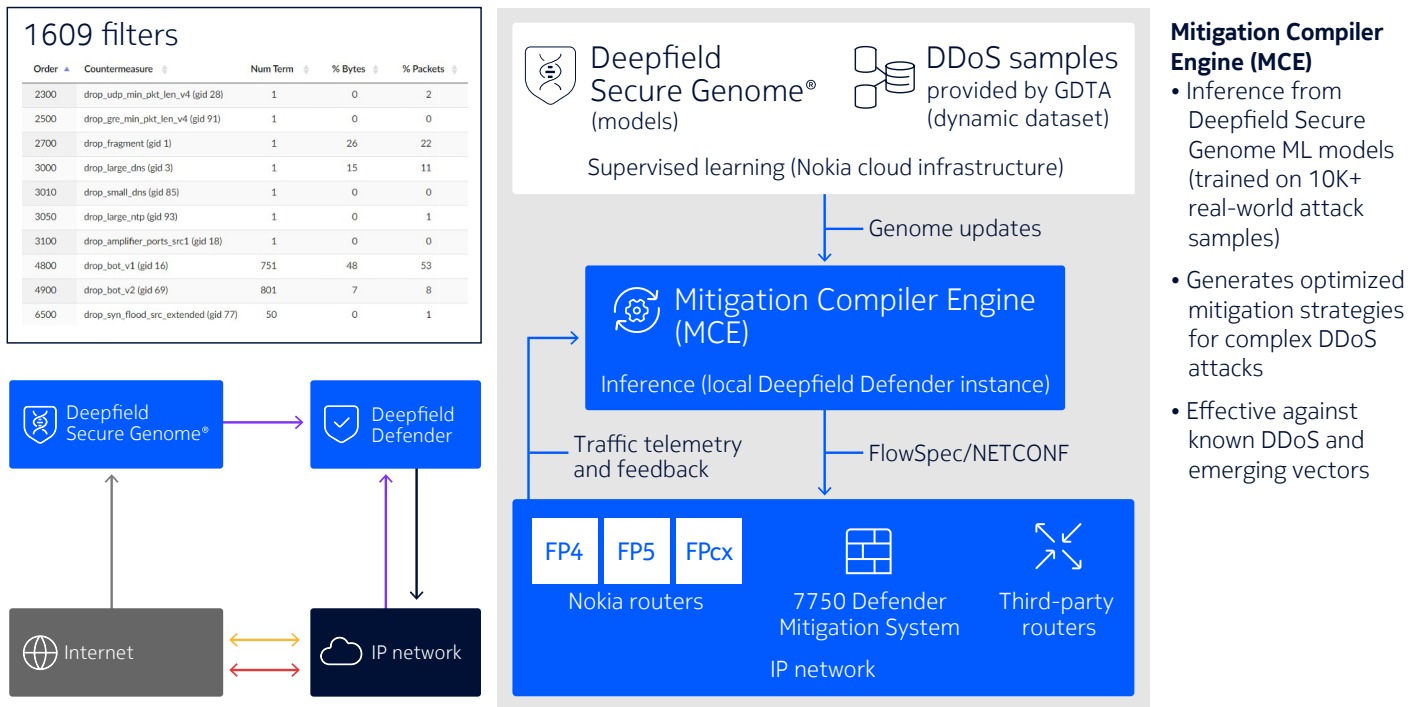 1609 filters
Order Countermeasure Num Term % Bytes % Packets
2300 drop_udp_min_pkt_len_v4 (gid 28) 1 0 2
2500 drop_gre_min_pkt_len_v4 (gid 91) 1 0 0
2700 drop_fragment (gid 1) 1 26 22
3000 drop_large_dns (gid 3) 1 15 11
3010 drop_small_dns (gid 85) 1 0 0
3050 drop_large_ntp (gid 93) 1 0 1
3100 drop_amplifier_ports_src1 (gid 18) 1 0 0
4800 drop_bot_v1 (gid 16) 751 48 53
4900 drop_bot_v2 (gid 69) 801 7 8
6500 drop_syn_flood_src_extended (gid 77) 50 0 1
Deepfield
Secure Genome®
Deepfield
Defender
Internet
IP network
Deepfield
Secure Genome®
(models)
DDoS samples
provided by GDTA
(dynamic dataset)
Supervised learning (Nokia cloud infrastructure)
Genome updates
Mitigation Compiler Engine
(MCE)
Inference (local Deepfield Defender instance)
Traffic telemetry
and feedback
FlowSpec/NETCONF
FP4 FP5 FPcx
Nokia routers
7750 Defender
Mitigation System
Third-party
routers
IP network
Mitigation Compiler
Engine (MCE)
• Inference from
Deepfield Secure
Genome ML models
(trained on 10K+
real-world attack
samples)
• Generates optimized
mitigation strategies
for complex DDoS
attacks
• Effective against
known DDoS and
emerging vectors